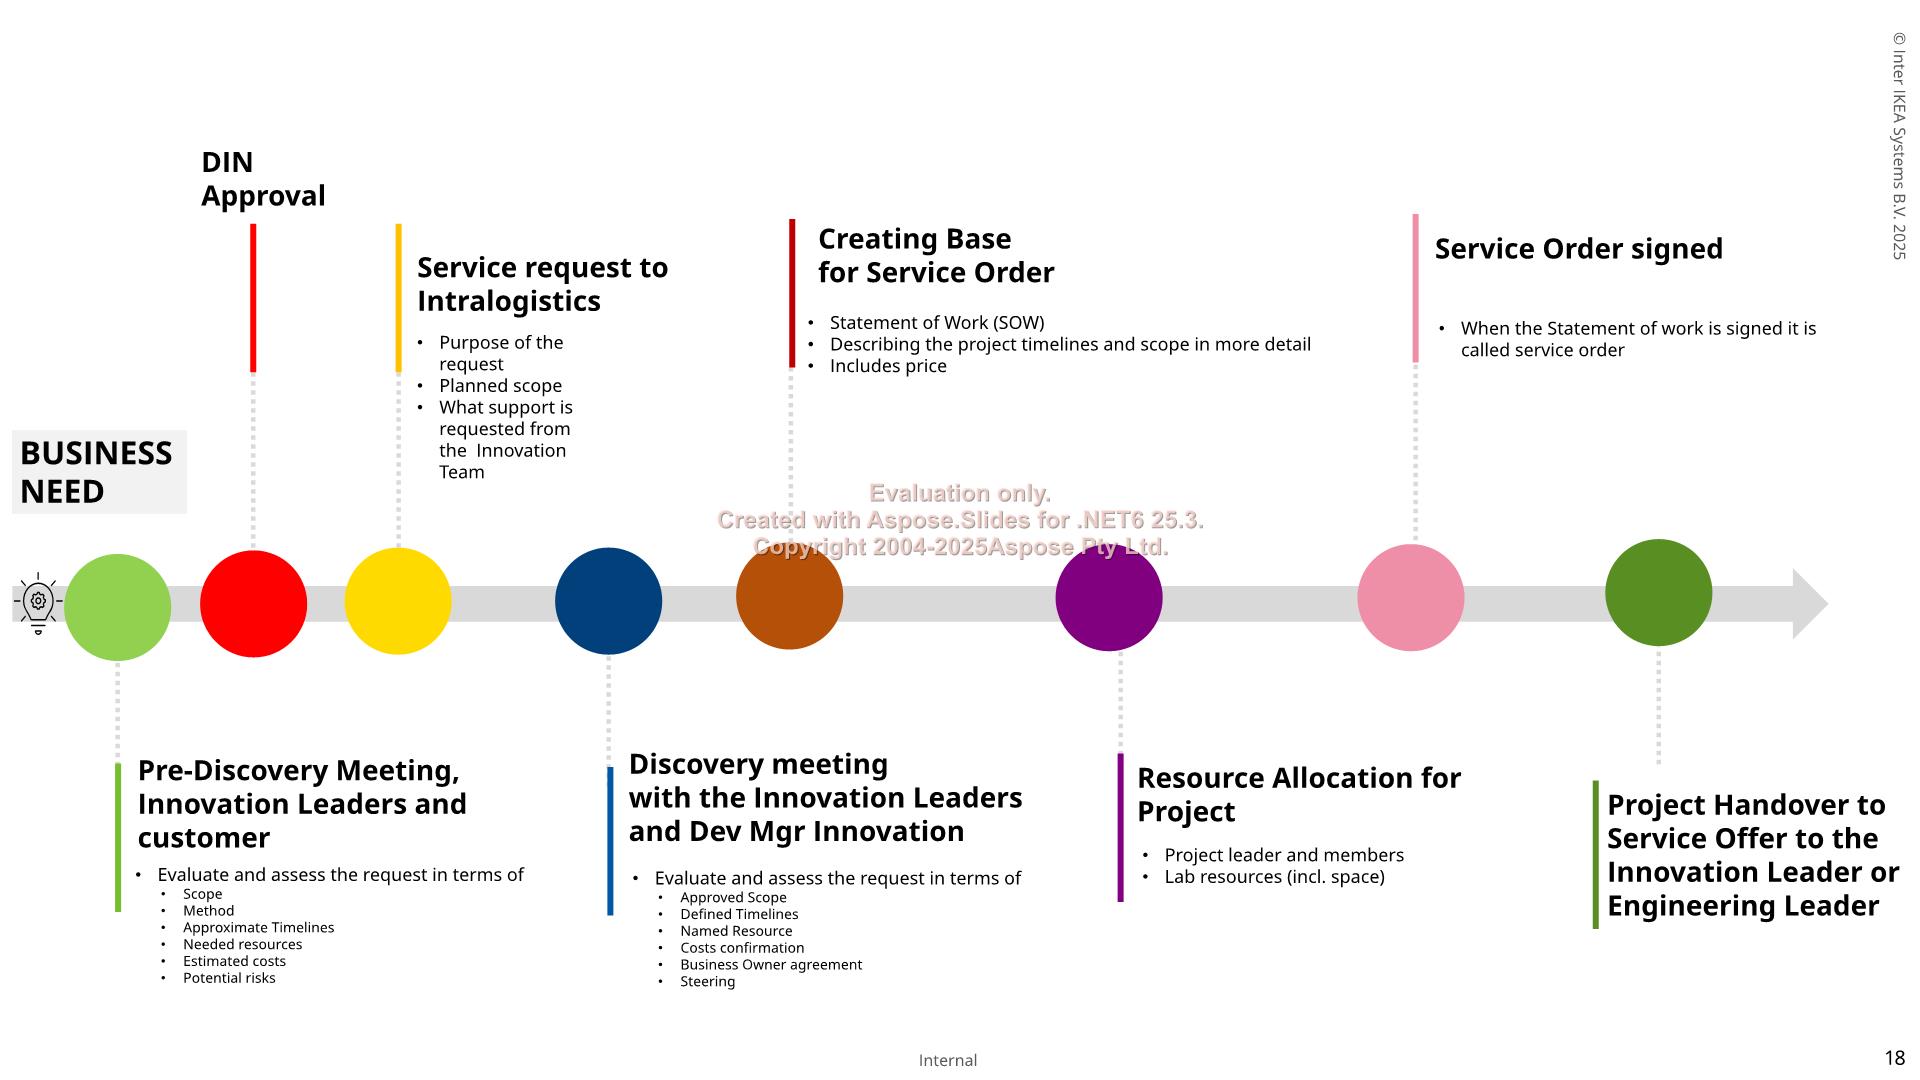 © Inter IKEA Systems B.V. 2025
DIN
Approval
Service request to
Intralogistics
• Purpose of the
request
• Planned scope
• What support is
requested from
the  Innovation
Team
Creating Base
for Service Order
• Statement of Work (SOW)
• Describing the project timelines and scope in more detail
• Includes price
Service Order signed
• When the Statement of work is signed it is
called service order
BUSINESS
NEED
Evaluation only.
Created with Aspose.Slides for .NET6 25.3.
Copyright 2004-2025Aspose Pty Ltd.
Pre-Discovery Meeting,
Innovation Leaders and
customer
• Evaluate and assess the request in terms of
• Scope
• Method
• Approximate Timelines
• Needed resources
• Estimated costs
• Potential risks
Discovery meeting
with the Innovation Leaders
and Dev Mgr Innovation
• Evaluate and assess the request in terms of
• Approved Scope
• Defined Timelines
• Named Resource
• Costs confirmation
• Business Owner agreement
• Steering
Resource Allocation for
Project
• Project leader and members
• Lab resources (incl. space)
Project Handover to
Service Offer to the
Innovation Leader or
Engineering Leader
Internal
18